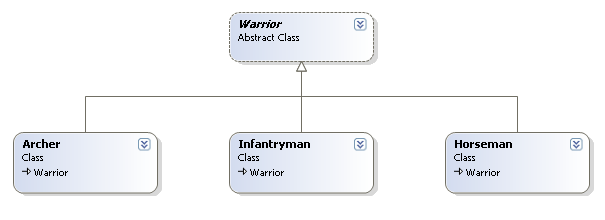 Warrior
Abstract Class
Archer
Class
Warrior
Infantryman
Class
Warrior
Horseman
Class
Warrior